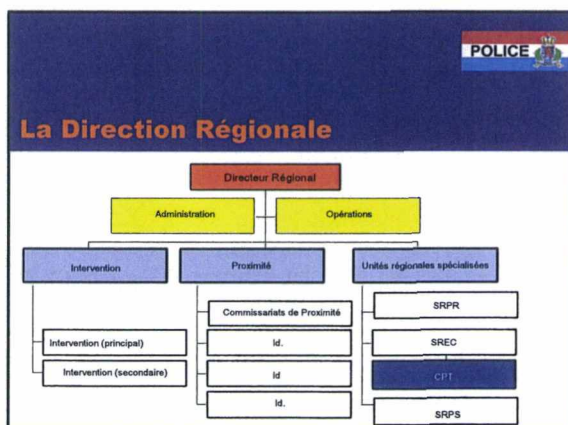 POLICE
La Direction Régionale
Directeur Régional
Administration
Opérations
Intervention
Proximité
Unités régionales spécialisées
Intervention (principal)
Intervention (secondaire)
Commissariats de Proximité
Id.
Id
Id.
SRPR
SREC
CPT
SRPS